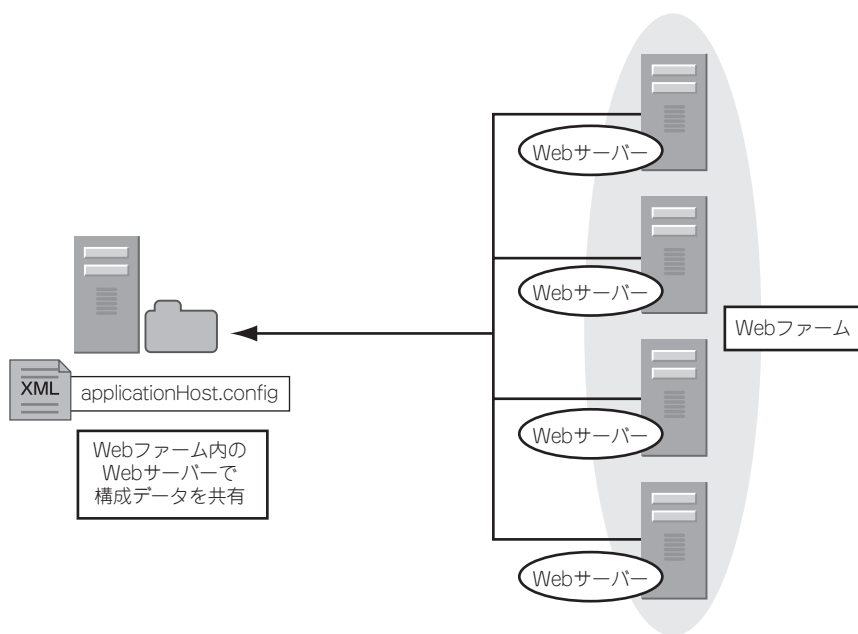 Webサーバー
Webサーバー
Webファーム
XML
applicationHost.config
Webサーバー
Webファーム内の
Webサーバーで
構成データを共有
Webサーバー